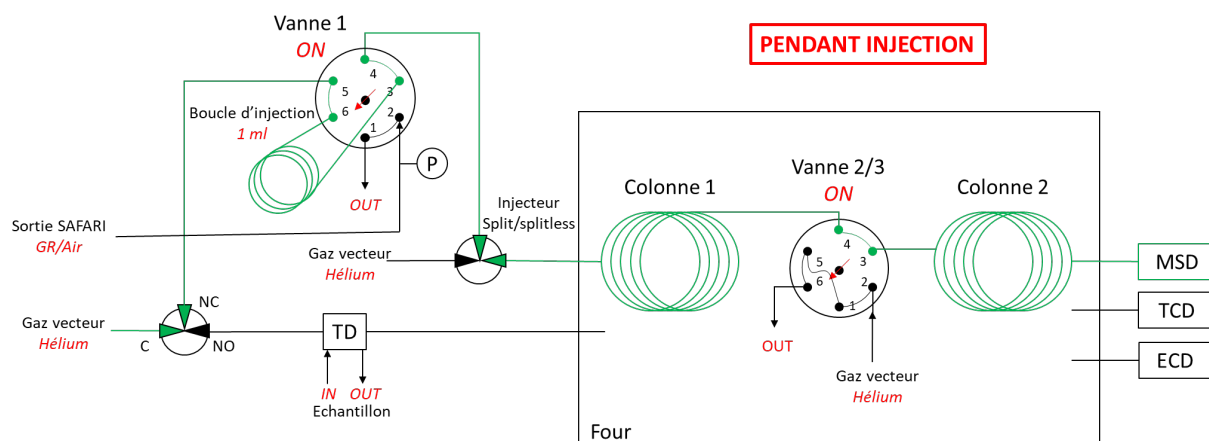 Vanne 1
ON
PENDANT INJECTION
4
5
3
6
2
1
Boucle d’injection
1 ml
P
OUT
Sortie SAFARI
GR/Air
Injecteur
Split/splitless
Gaz vecteur
Hélium
NC
Gaz vecteur
Hélium
C
NO
TD
IN
OUT
Echantillon
Colonne 1
Vanne 2/3
ON
Colonne 2
4
5
3
6
2
1
OUT
Gaz vecteur
Hélium
MSD
TCD
ECD
Four